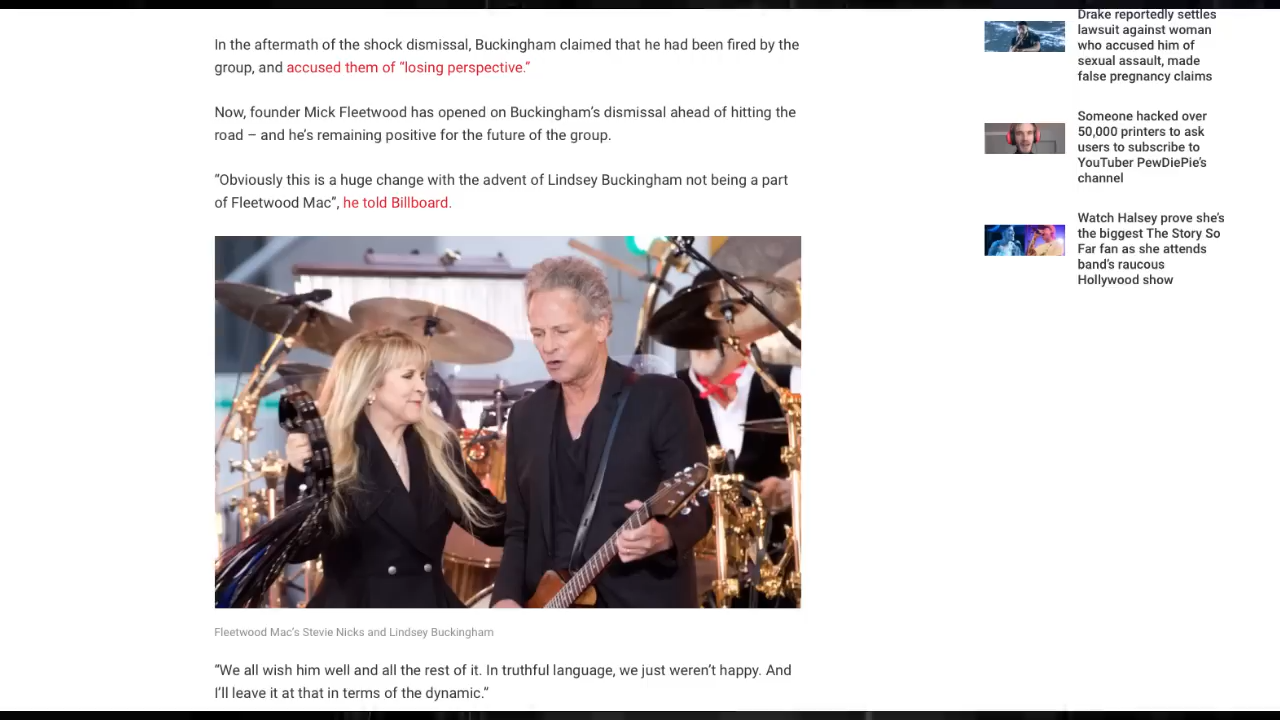 In the aftermath of the shock dismissal, Buckingham claimed that he had been fired by the
group, and accused them of “losing perspective.“
Now, founder Mick Fleetwood has opened on Buckingham’s dismissal ahead of hitting the
road – and he’s remaining positive for the future of the group.
“Obviously this is a huge change with the advent of Lindsey Buckingham not being a part
of Fleetwood Mac”, he told Billboard.
Fleetwood Mac’s Stevie Nicks and Lindsey Buckingham
“We all wish him well and all the rest of it. In truthful language, we just weren’t happy. And
I’ll leave it at that in terms of the dynamic.”
Drake reportedly settles
lawsuit against woman
who accused him of
sexual assault, made
false pregnancy claims
Someone hacked over
50,000 printers to ask
users to subscribe to
YouTuber PewDiePie’s
channel
Watch Halsey prove she’s
the biggest The Story So
Far fan as she attends
band’s raucous
Hollywood show